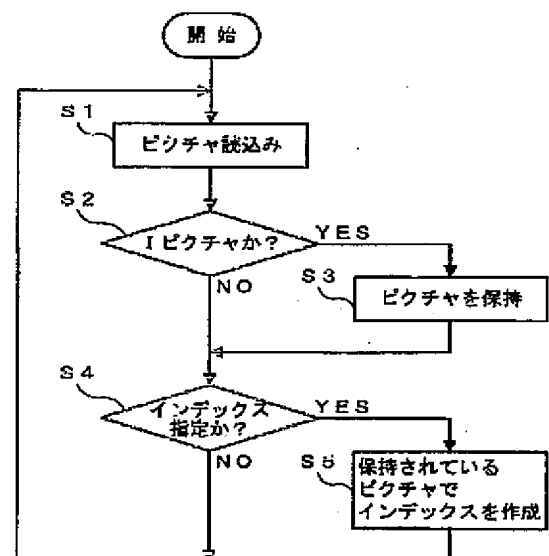 開 始
S1
ピクチャ読込み
S2
Iピクチャか?
YES
NO
S3
ピクチャを保持
S4
インデックス
指定か?
YES
NO
S5
保持されている
ピクチャで
インデックスを作成